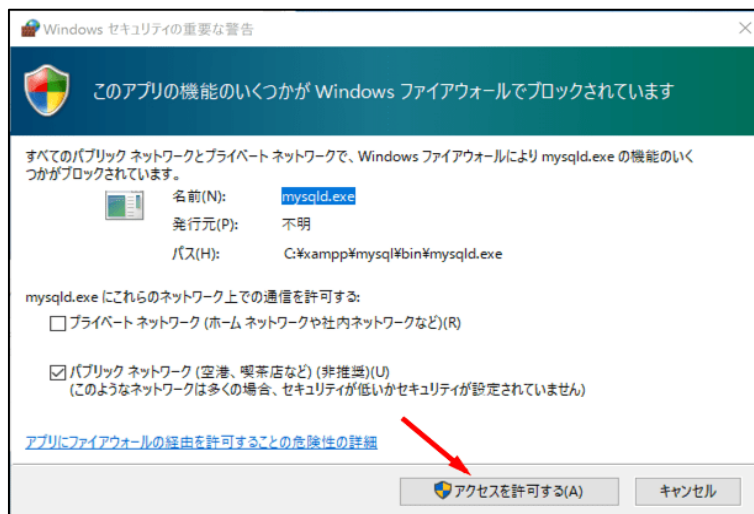 Windows セキュリティの重要な警告
このアプリの機能のいくつかが Windows ファイアウォールでブロックされています
すべてのパブリック ネットワークとプライベート ネットワークで、Windows ファイアウォールにより mysqld.exe の機能のいく
つかがブロックされています。
名前(N): mysqld.exe
発行元(P): 不明
パス(H): C:¥xampp¥mysql¥bin¥mysqld.exe
mysqld.exe にこれらのネットワーク上での通信を許可する:
プライベート ネットワーク (ホーム ネットワークや社内ネットワークなど)(R)
パブリック ネットワーク (空港、喫茶店など) (非推奨)(U)
(このようなネットワークは多くの場合、セキュリティが低いかセキュリティが設定されていません)
アプリにファイアウォールの経由を許可することの危険性の詳細
アクセスを許可する(A) キャンセル